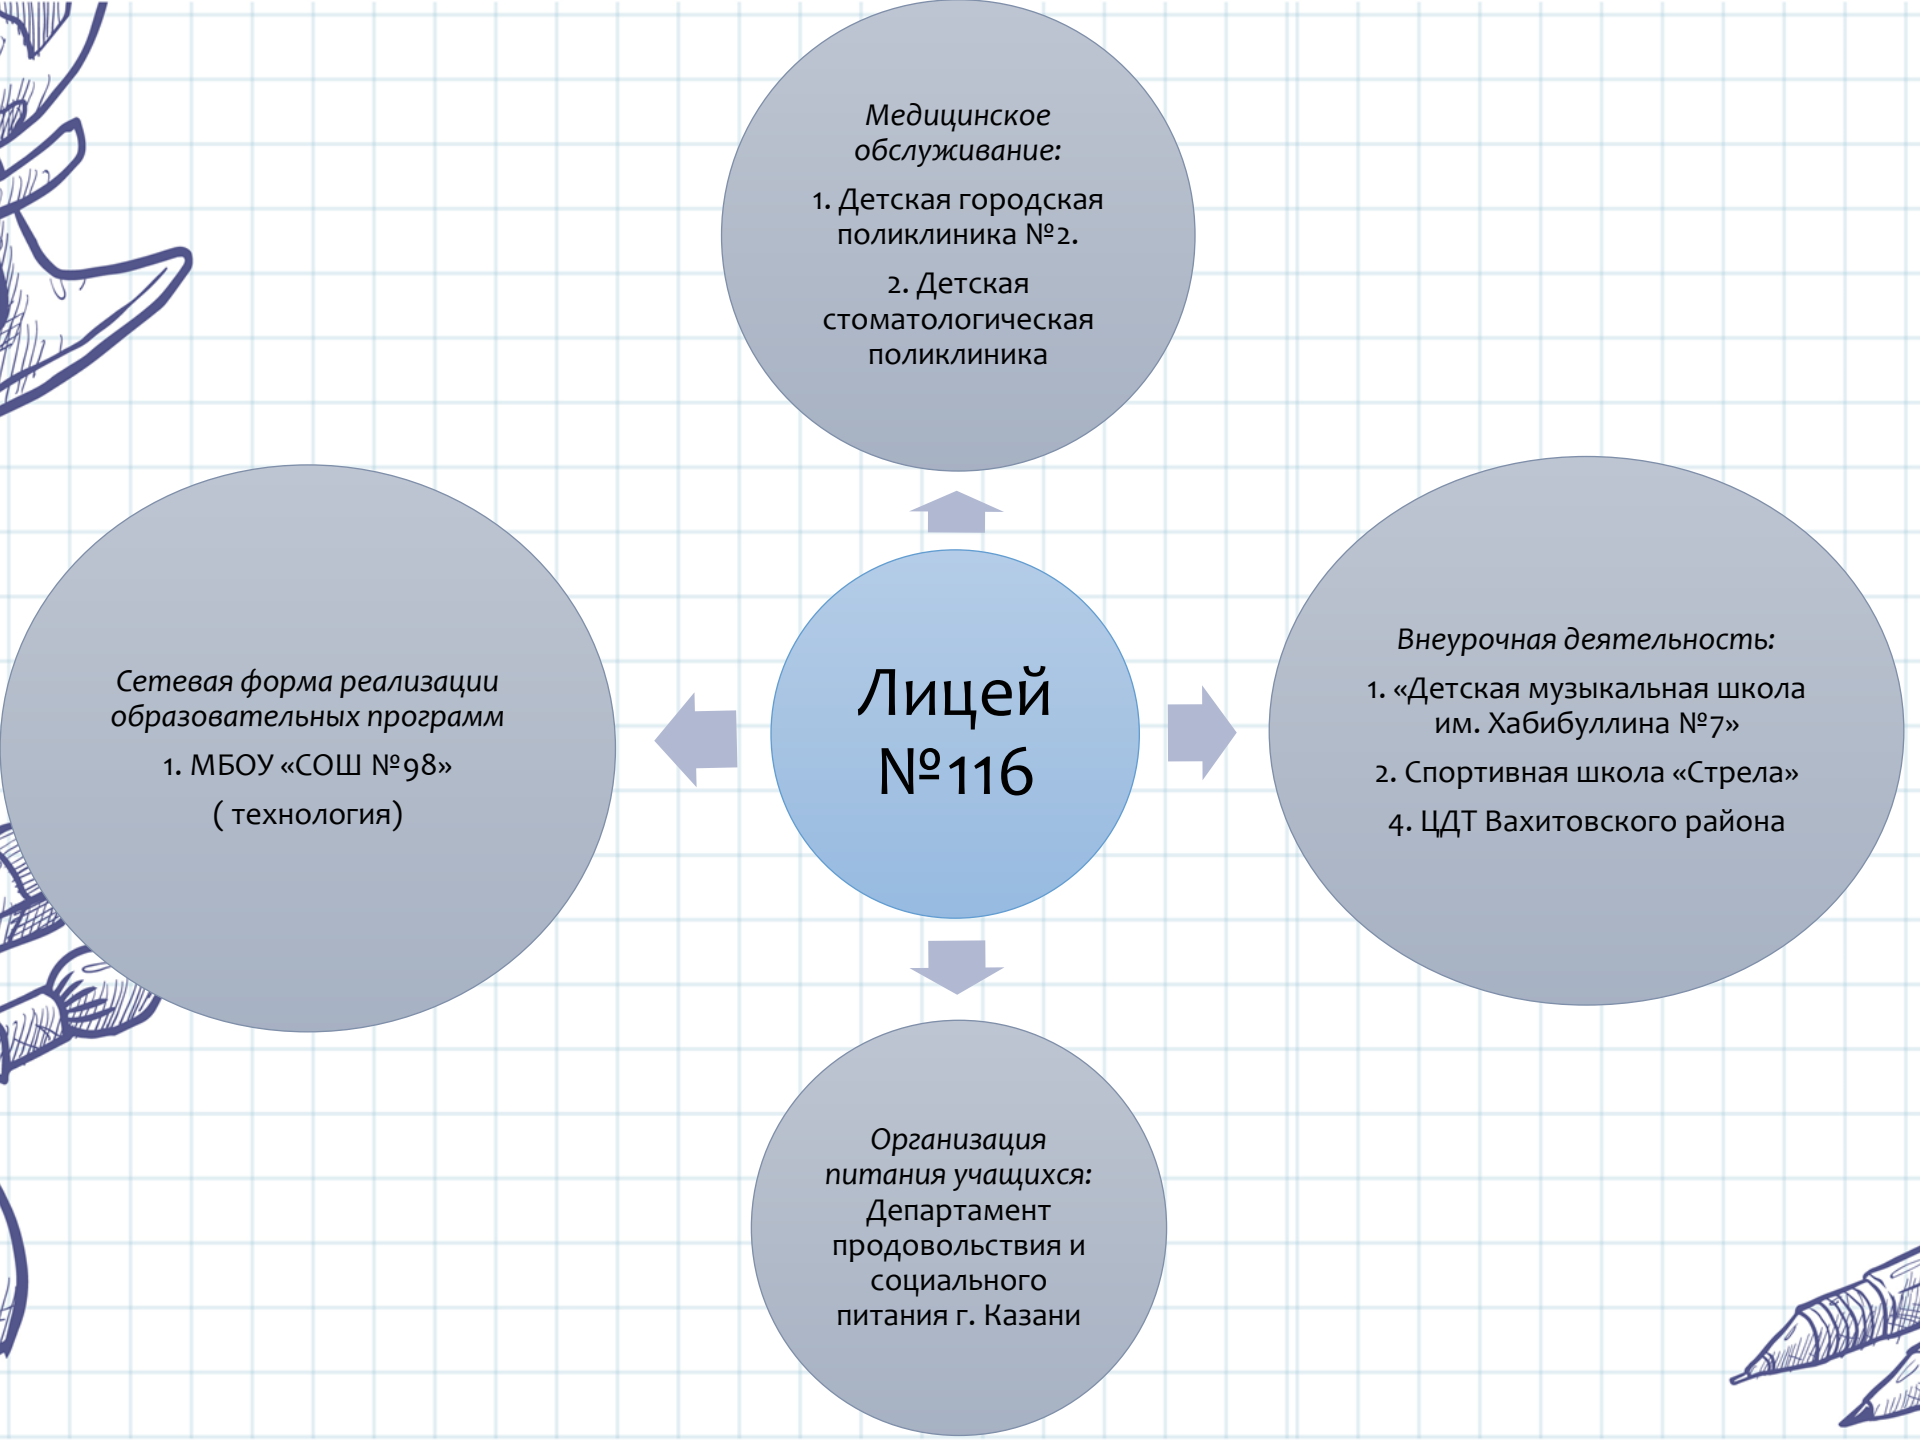 Медицинское
обслуживание:
1. Детская городская
поликлиника №2.
2. Детская
стоматологическая
поликлиника
Сетевая форма реализации
образовательных программ
1. МБОУ «СОШ №98»
( технология)
Лицей
№116
Внеурочная деятельность:
1. «Детская музыкальная школа
им. Хабибуллина №7»
2. Спортивная школа «Стрела»
4. ЦДТ Вахитовского района
Организация
питания учащихся:
Департамент
продовольствия и
социального
питания г. Казани